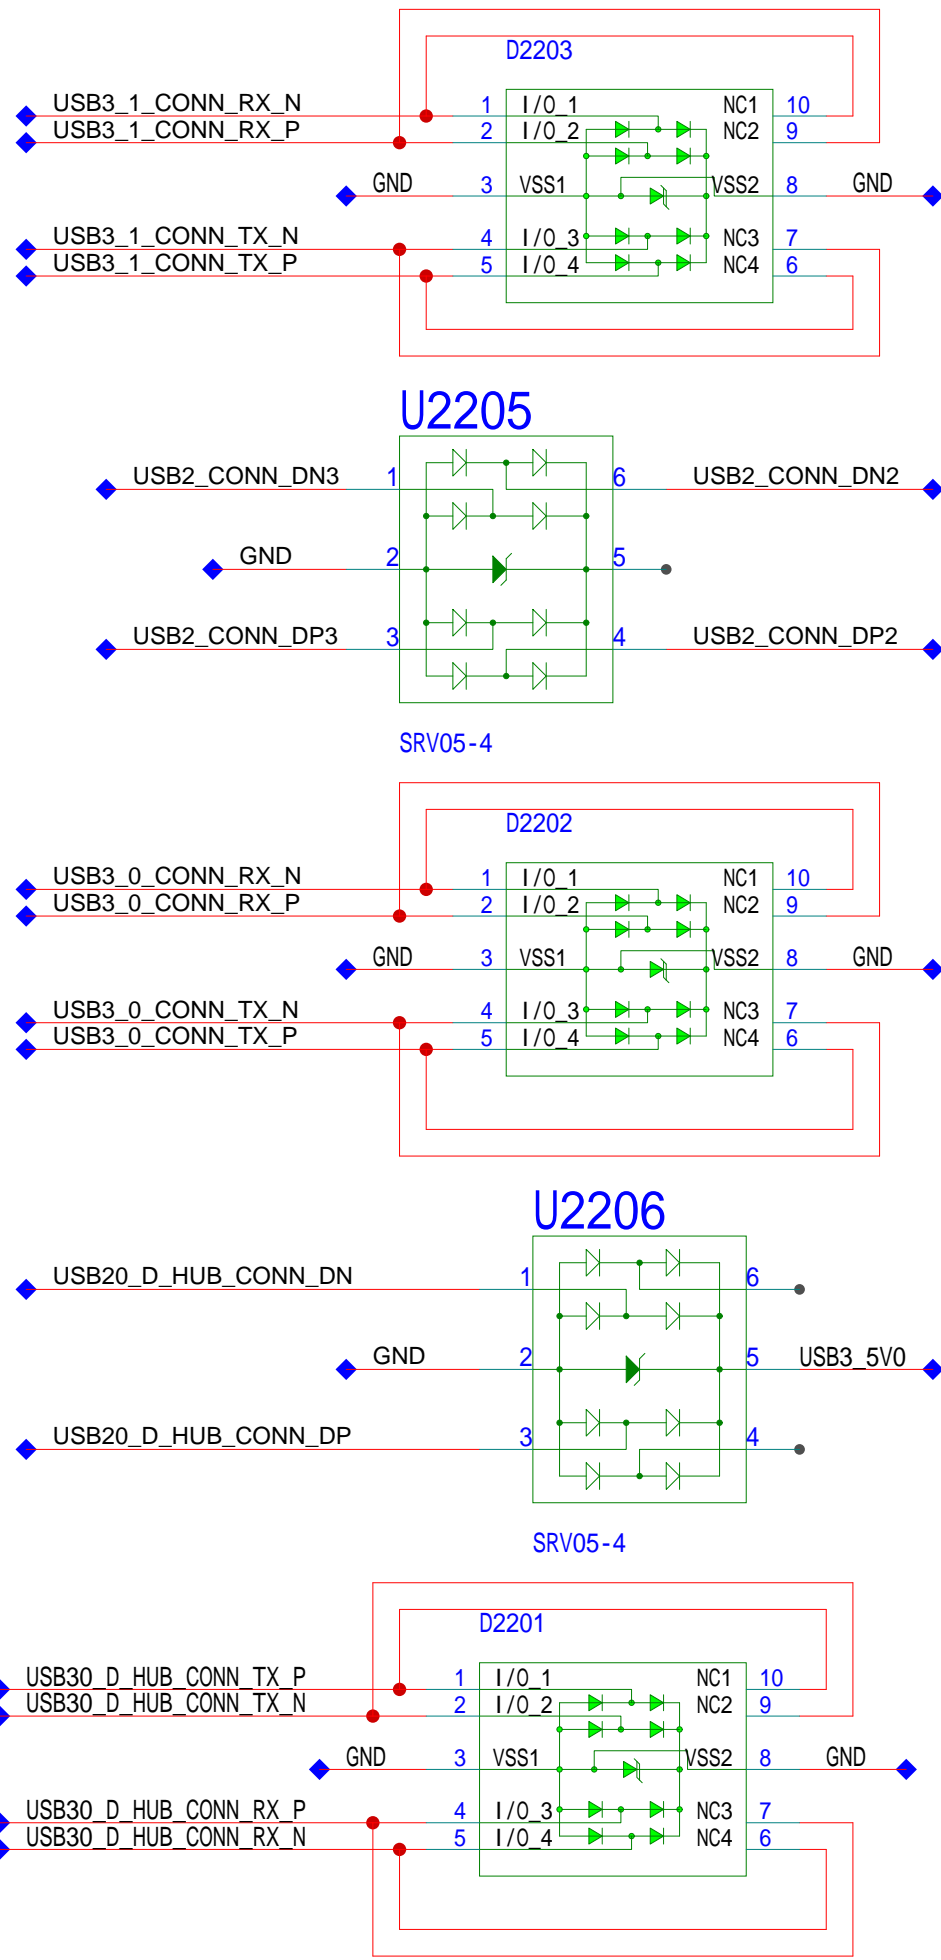 D2203
USB3_1_CONN_RX_N 1 I/O_1 NC1 10
USB3_1_CONN_RX_P 2 I/O_2 NC2 9
GND 3 VSS1 VSS2 8 GND
USB3_1_CONN_TX_N 4 I/O_3 NC3 7
USB3_1_CONN_TX_P 5 I/O_4 NC4 6
U2205
USB2_CONN_DN3 1 6 USB2_CONN_DN2
GND 2 5
USB2_CONN_DP3 3 4 USB2_CONN_DP2
SRV05-4
D2202
USB3_0_CONN_RX_N 1 I/O_1 NC1 10
USB3_0_CONN_RX_P 2 I/O_2 NC2 9
GND 3 VSS1 VSS2 8 GND
USB3_0_CONN_TX_N 4 I/O_3 NC3 7
USB3_0_CONN_TX_P 5 I/O_4 NC4 6
U2206
USB20_D_HUB_CONN_DN 1 6
GND 2 5 USB3_5V0
USB20_D_HUB_CONN_DP 3 4
SRV05-4
D2201
USB30_D_HUB_CONN_TX_P 1 I/O_1 NC1 10
USB30_D_HUB_CONN_TX_N 2 I/O_2 NC2 9
GND 3 VSS1 VSS2 8 GND
USB30_D_HUB_CONN_RX_P 4 I/O_3 NC3 7
USB30_D_HUB_CONN_RX_N 5 I/O_4 NC4 6